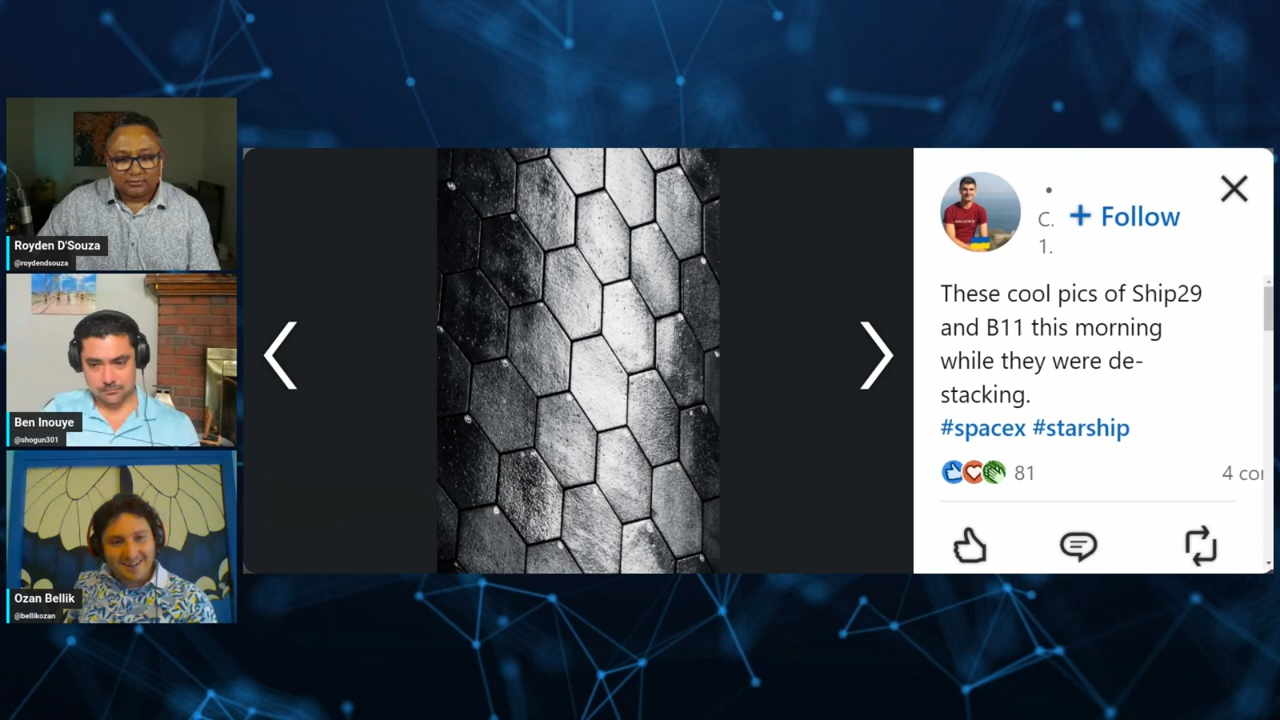 Royden D'Souza
@roydendsouza
Ben Inouye
@shogun301
Ozan Bellik
@bellikozan
• 
C.
1.
+ Follow
These cool pics of Ship29
and B11 this morning
while they were de-
stacking.
#spacex #starship
81
4 co